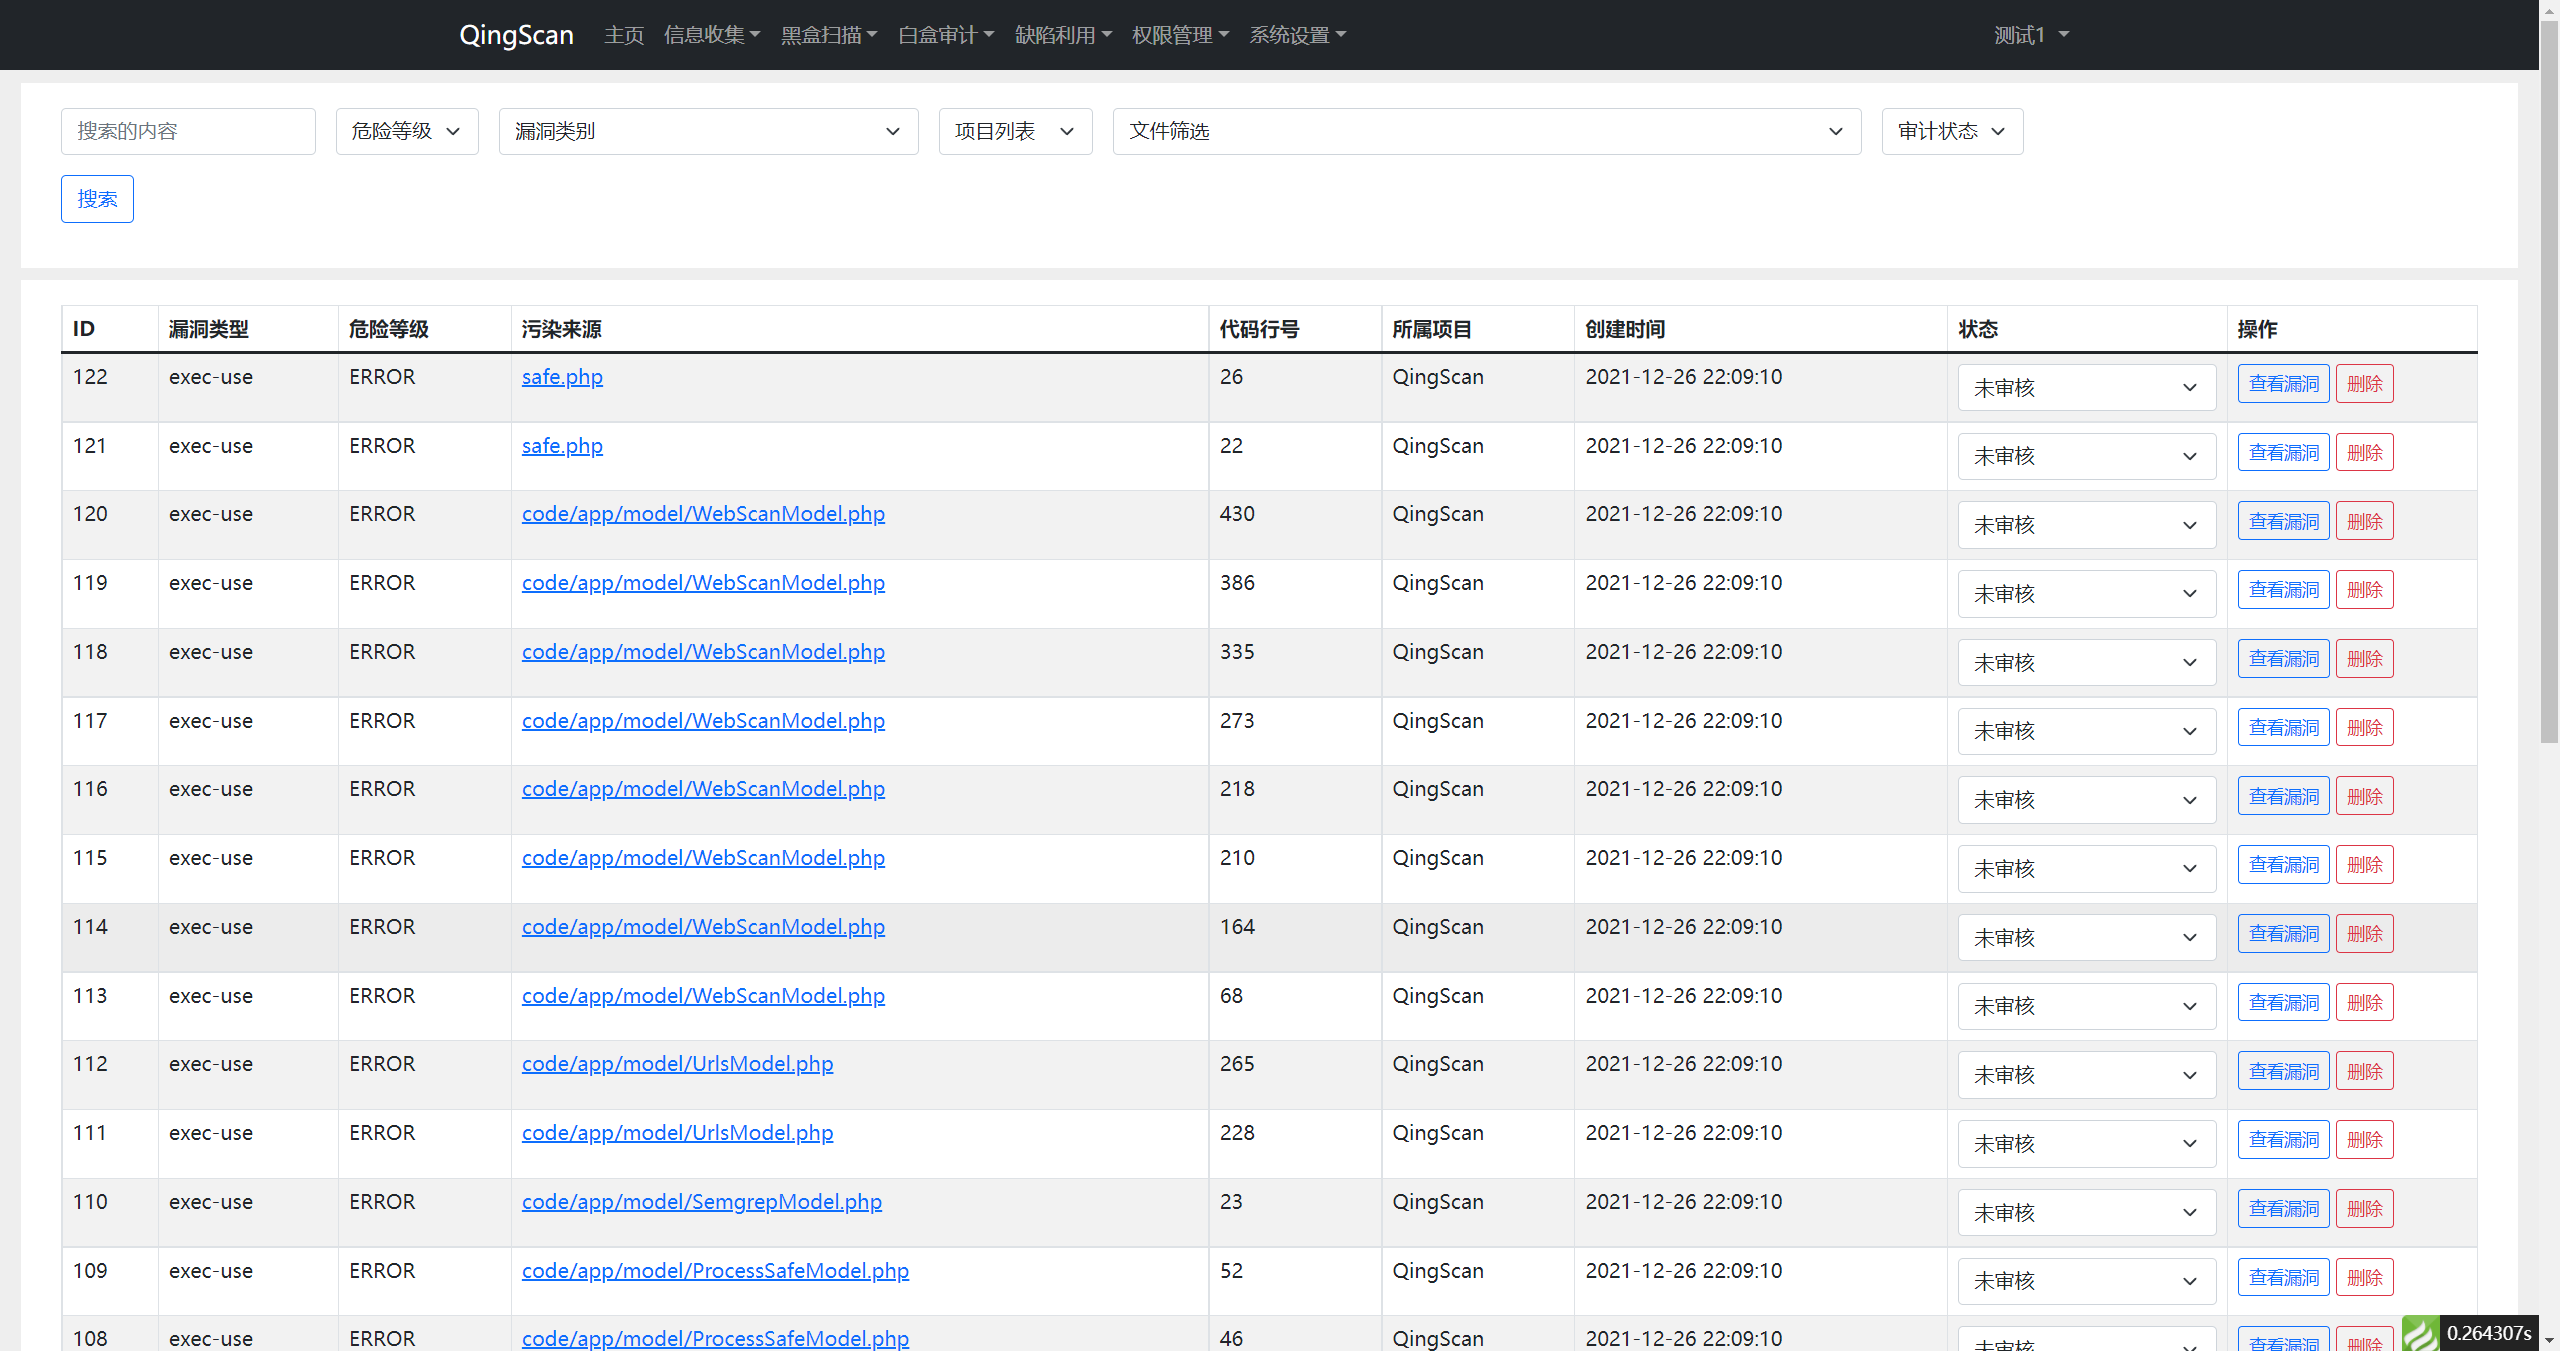 QingScan 主页 信息收集 黑盒扫描 白盒审计 缺陷利用 权限管理 系统设置 测试1
搜索的内容 危险等级 漏洞类别 项目列表 文件筛选 审计状态
搜索
ID 漏洞类型 危险等级 污染来源 代码行号 所属项目 创建时间 状态 操作
122 exec-use ERROR safe.php 26 QingScan 2021-12-26 22:09:10 未审核 查看漏洞 删除
121 exec-use ERROR safe.php 22 QingScan 2021-12-26 22:09:10 未审核 查看漏洞 删除
120 exec-use ERROR code/app/model/WebScanModel.php 430 QingScan 2021-12-26 22:09:10 未审核 查看漏洞 删除
119 exec-use ERROR code/app/model/WebScanModel.php 386 QingScan 2021-12-26 22:09:10 未审核 查看漏洞 删除
118 exec-use ERROR code/app/model/WebScanModel.php 335 QingScan 2021-12-26 22:09:10 未审核 查看漏洞 删除
117 exec-use ERROR code/app/model/WebScanModel.php 273 QingScan 2021-12-26 22:09:10 未审核 查看漏洞 删除
116 exec-use ERROR code/app/model/WebScanModel.php 218 QingScan 2021-12-26 22:09:10 未审核 查看漏洞 删除
115 exec-use ERROR code/app/model/WebScanModel.php 210 QingScan 2021-12-26 22:09:10 未审核 查看漏洞 删除
114 exec-use ERROR code/app/model/WebScanModel.php 164 QingScan 2021-12-26 22:09:10 未审核 查看漏洞 删除
113 exec-use ERROR code/app/model/WebScanModel.php 68 QingScan 2021-12-26 22:09:10 未审核 查看漏洞 删除
112 exec-use ERROR code/app/model/UrlsModel.php 265 QingScan 2021-12-26 22:09:10 未审核 查看漏洞 删除
111 exec-use ERROR code/app/model/UrlsModel.php 228 QingScan 2021-12-26 22:09:10 未审核 查看漏洞 删除
110 exec-use ERROR code/app/model/SemgrepModel.php 23 QingScan 2021-12-26 22:09:10 未审核 查看漏洞 删除
109 exec-use ERROR code/app/model/ProcessSafeModel.php 52 QingScan 2021-12-26 22:09:10 未审核 查看漏洞 删除
108 exec-use ERROR code/app/model/ProcessSafeModel.php 46 QingScan 2021-12-26 22:09:10 未审核 查看漏洞 删除
0.264307s